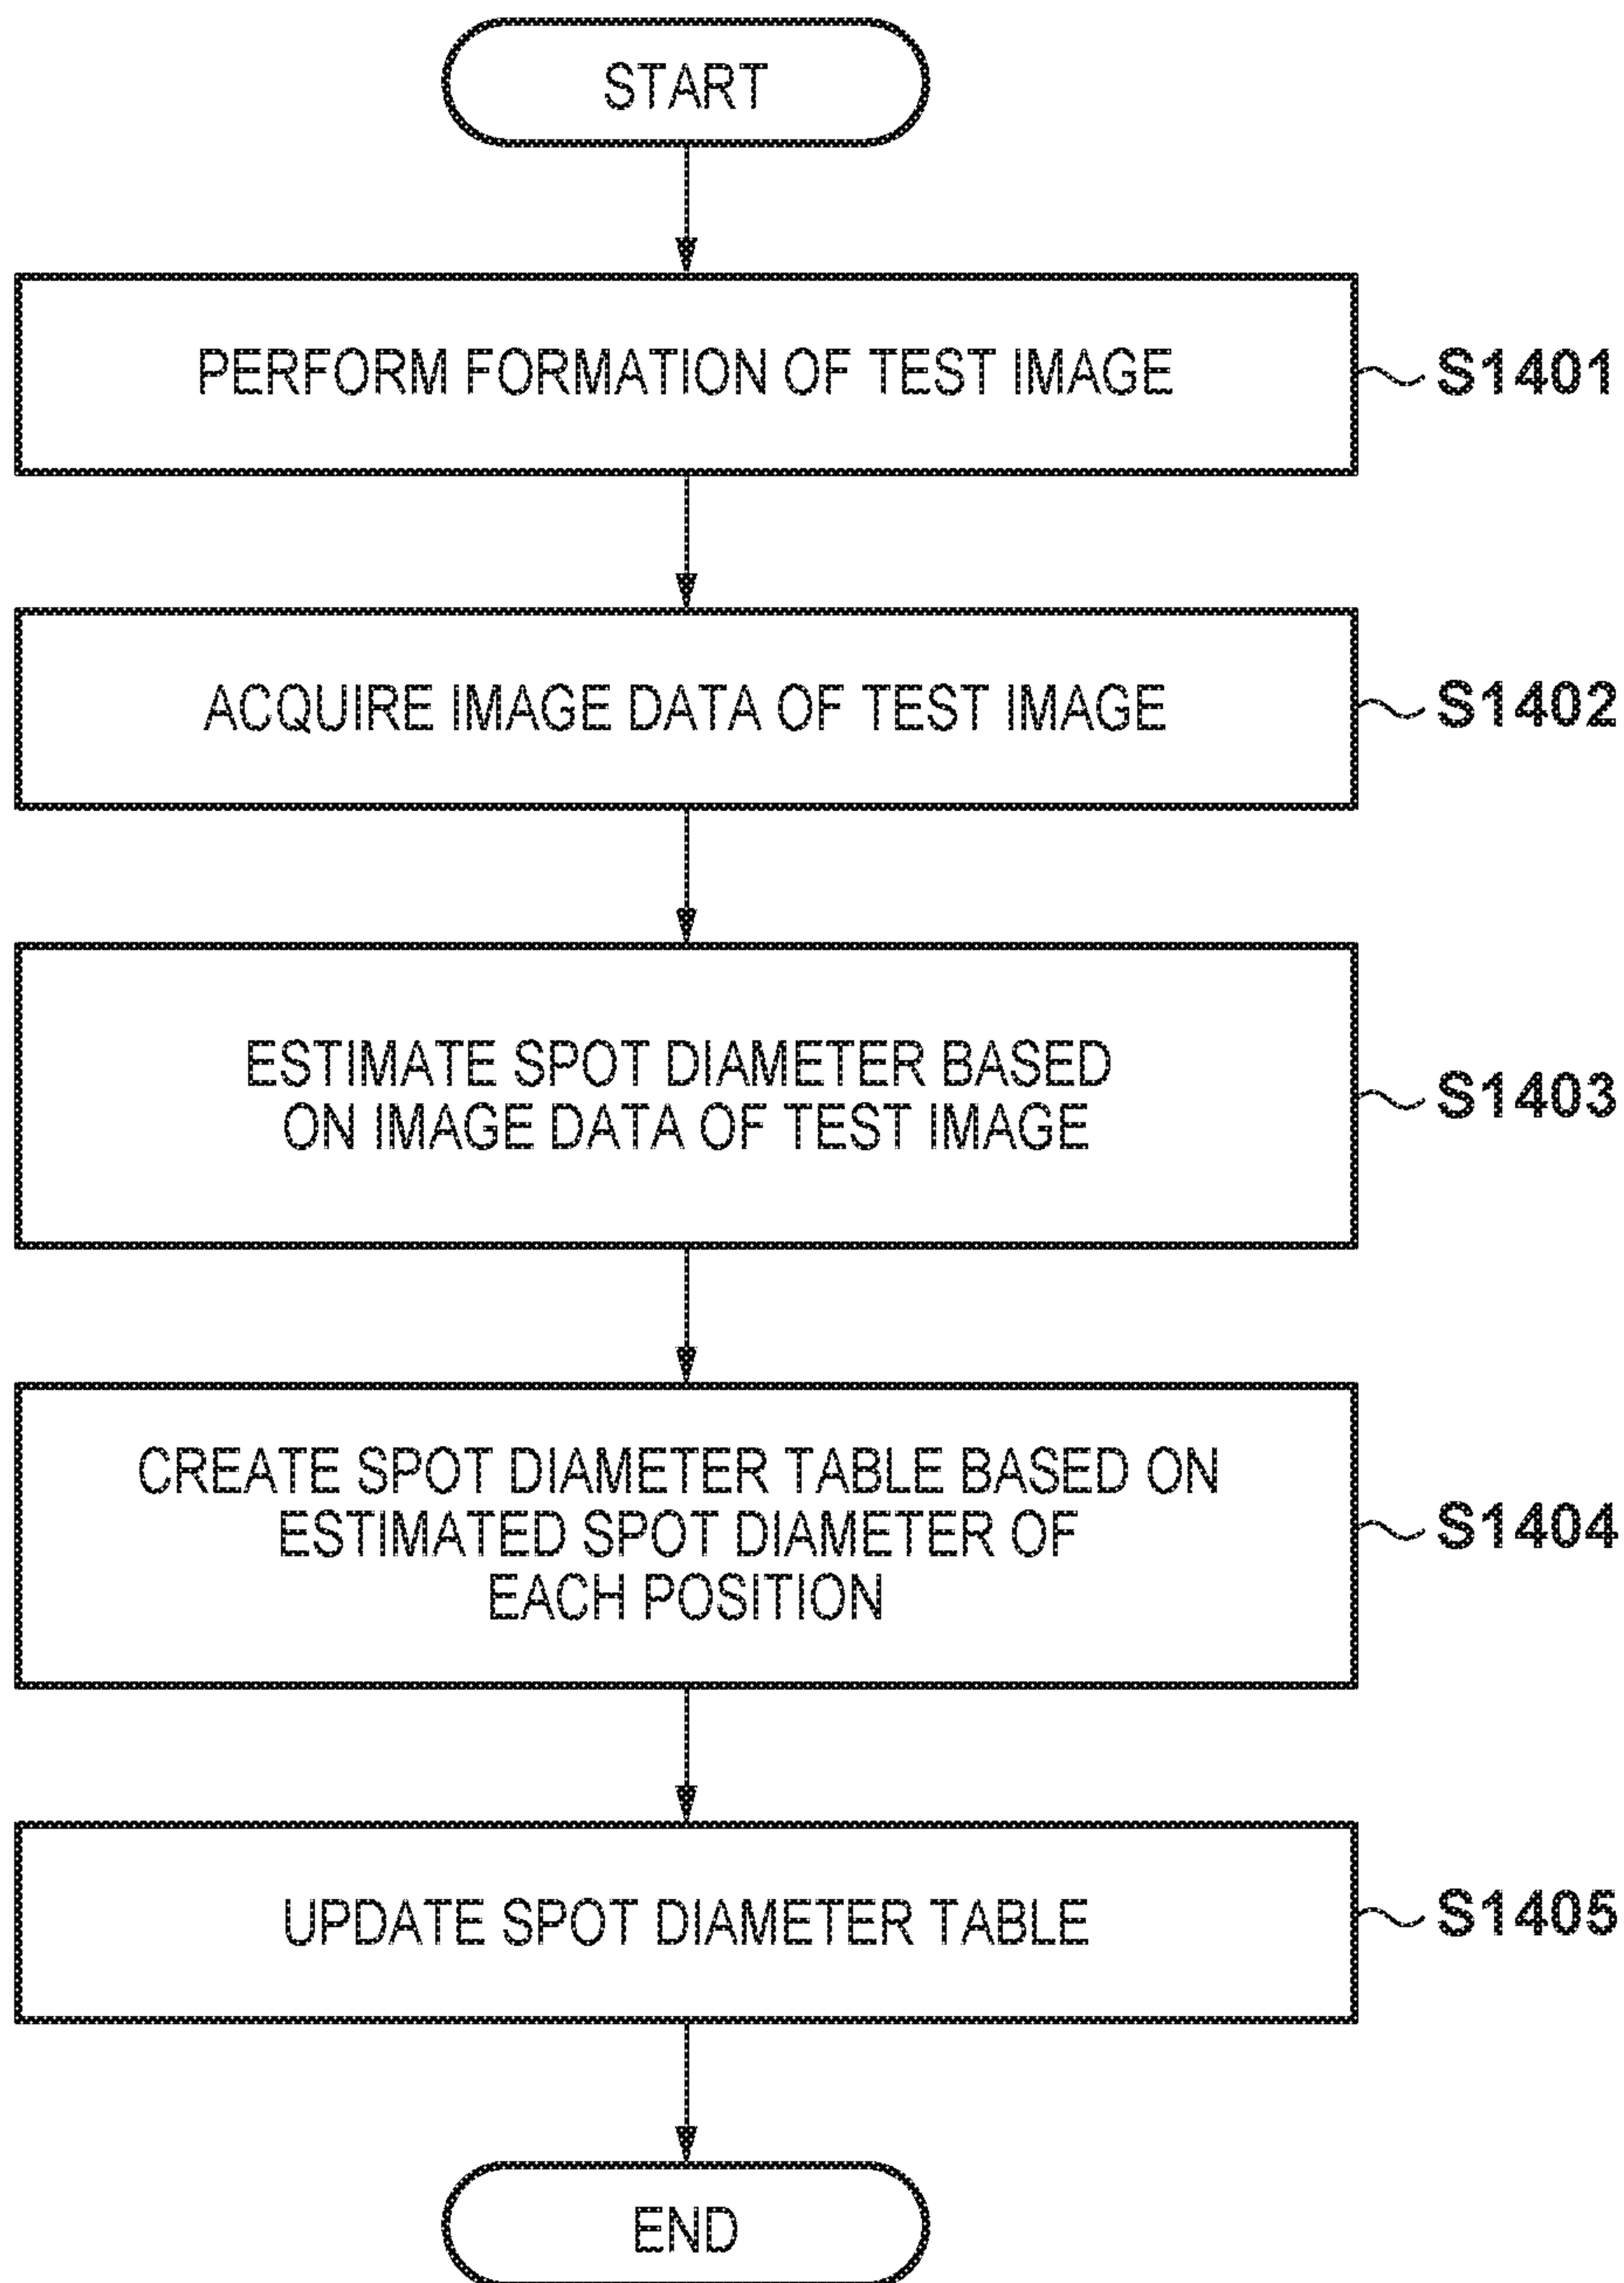 START
PERFORM FORMATION OF TEST IMAGE
S1401
ACQUIRE IMAGE DATA OF TEST IMAGE
S1402
ESTIMATE SPOT DIAMETER BASED
ON IMAGE DATA OF TEST IMAGE
S1403
CREATE SPOT DIAMETER TABLE BASED ON
ESTIMATED SPOT DIAMETER OF
EACH POSITION
S1404
UPDATE SPOT DIAMETER TABLE
S1405
END